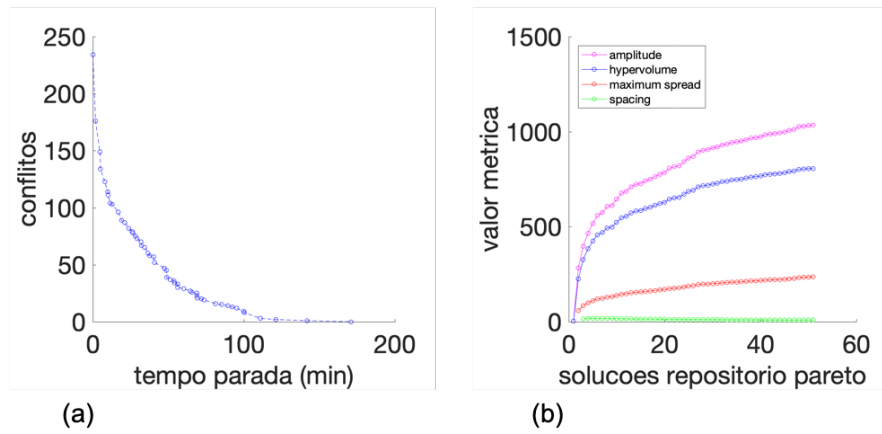 250
200
150
100
50
0
conflitos
0 100 200
tempo parada (min)
(a)
1500
1000
500
0
valor metrica
amplitude
hypervolume
maximum spread
spacing
0 20 40 60
solucoes repositorio pareto
(b)